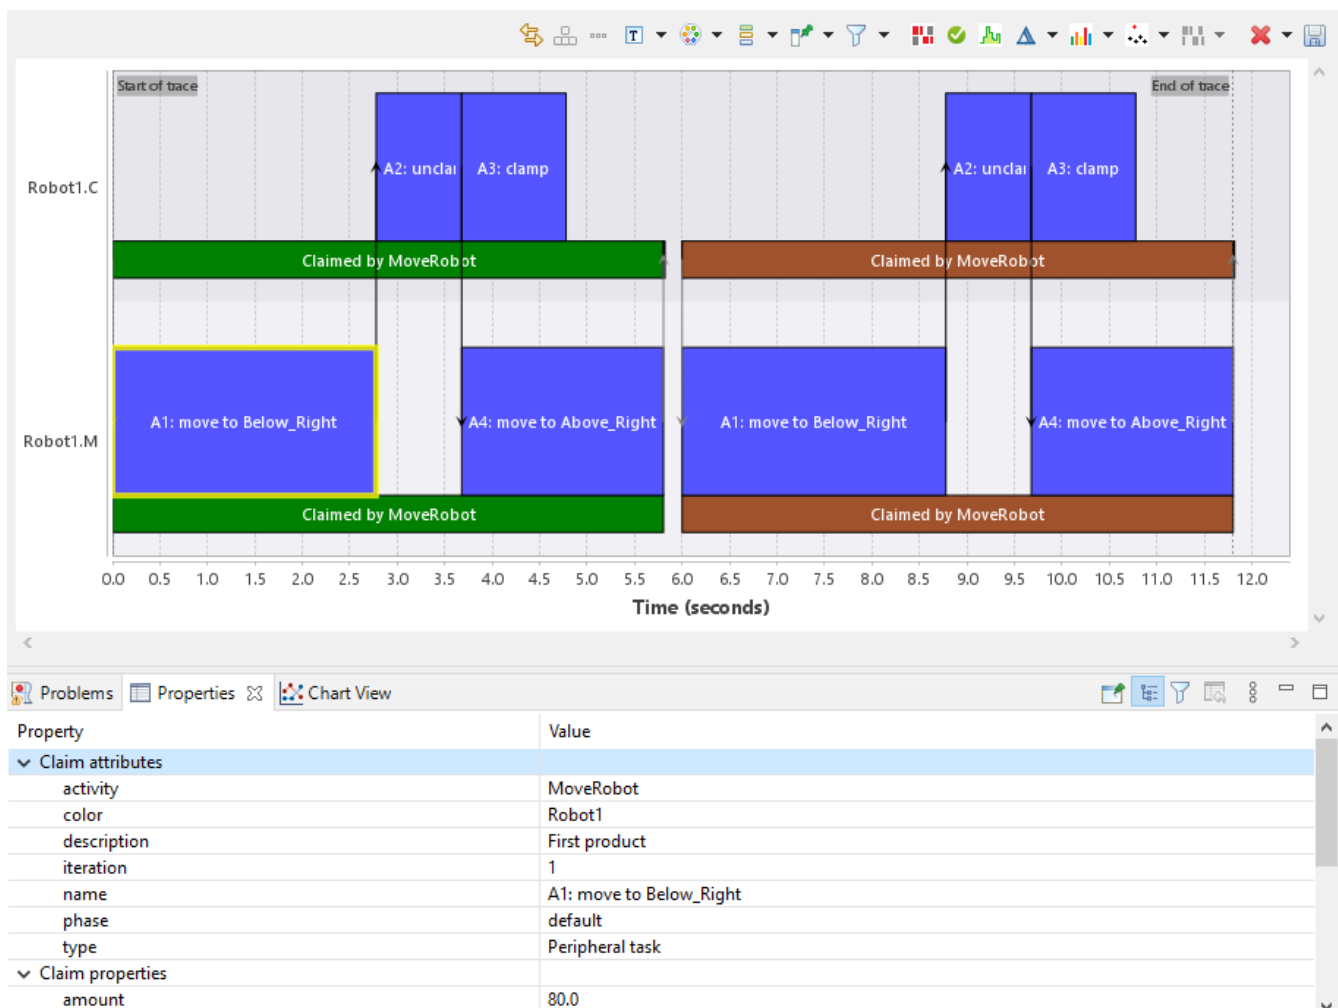 T
Start of trace
End of trace
A2: unclar
A3: clamp
A2: unclar
A3: clamp
Robot1.C
Claimed by MoveRobot
Claimed by MoveRobot
A1: move to Below_Right
A4: move to Above_Right
A1: move to Below_Right
A4: move to Above_Right
Robot1.M
Claimed by MoveRobot
Claimed by MoveRobot
0.0 0.5 1.0 1.5 2.0 2.5 3.0 3.5 4.0 4.5 5.0 5.5 6.0 6.5 7.0 7.5 8.0 8.5 9.0 9.5 10.0 10.5 11.0 11.5 12.0
Time (seconds)
Problems Properties Chart View
Property Value
Claim attributes
activity MoveRobot
color Robot1
description First product
iteration 1
name A1: move to Below_Right
phase default
type Peripheral task
Claim properties
amount 80.0